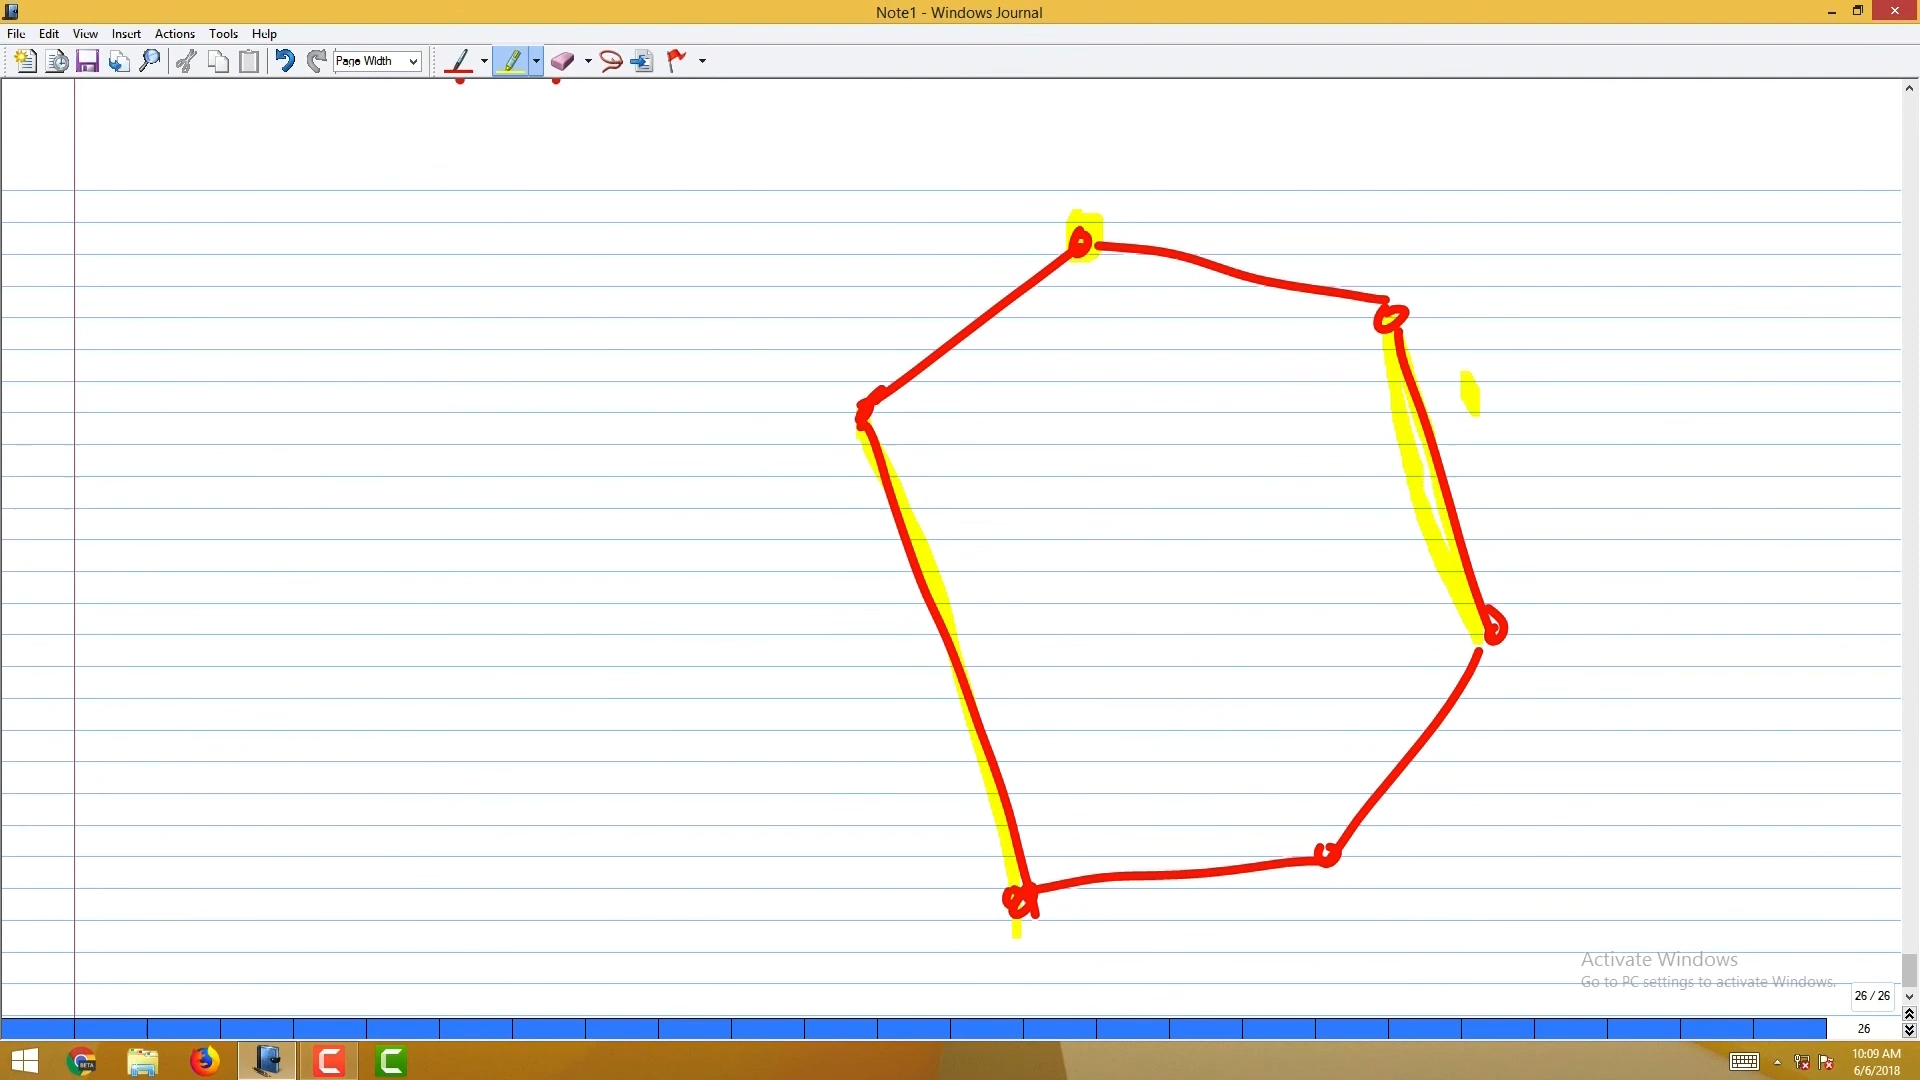 Note1 - Windows Journal
File Edit View Insert Actions Tools Help
Page Width
Activate Windows
Go to PC settings to activate Windows.
26 / 26
26
BETA
10:09 AM
6/6/2018